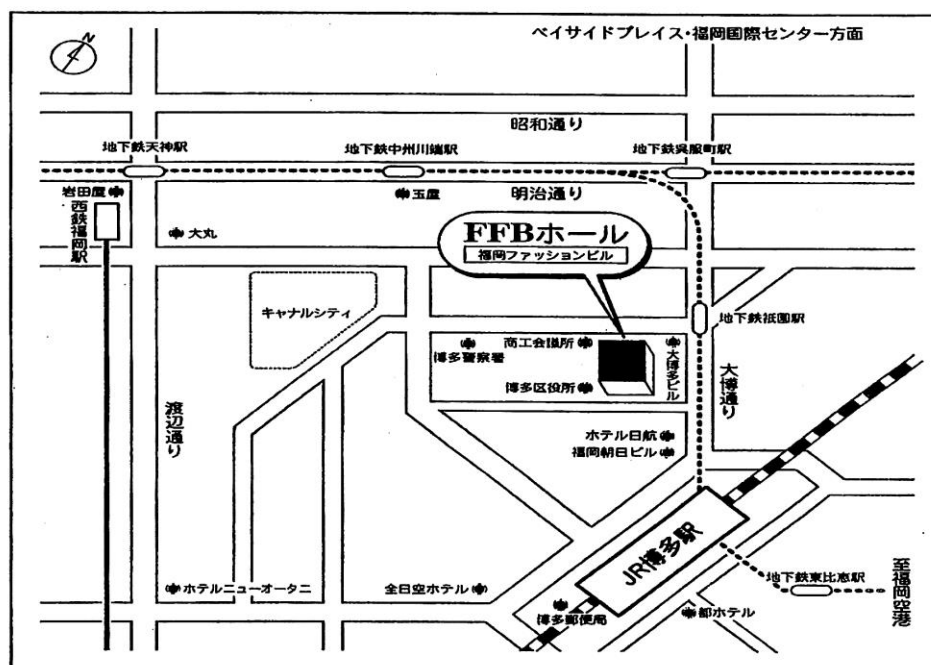 N
ベイサイドプレイス・福岡国際センター方面
昭和通り
地下鉄天神駅
地下鉄中州川端駅
地下鉄呉服町駅
岩田屋
玉屋
明治通り
西鉄福岡駅
大丸
FFBホール
福岡ファッションビル
キャナルシティ
地下鉄祇園駅
商工会議所
博多警察署
大博多ビル
博多区役所
大博通り
渡辺通り
ホテル日航
福岡朝日ビル
JR博多駅
ホテルニューオータニ
全日空ホテル
地下鉄東比恵駅
至福岡空港
博多郵便局
都ホテル